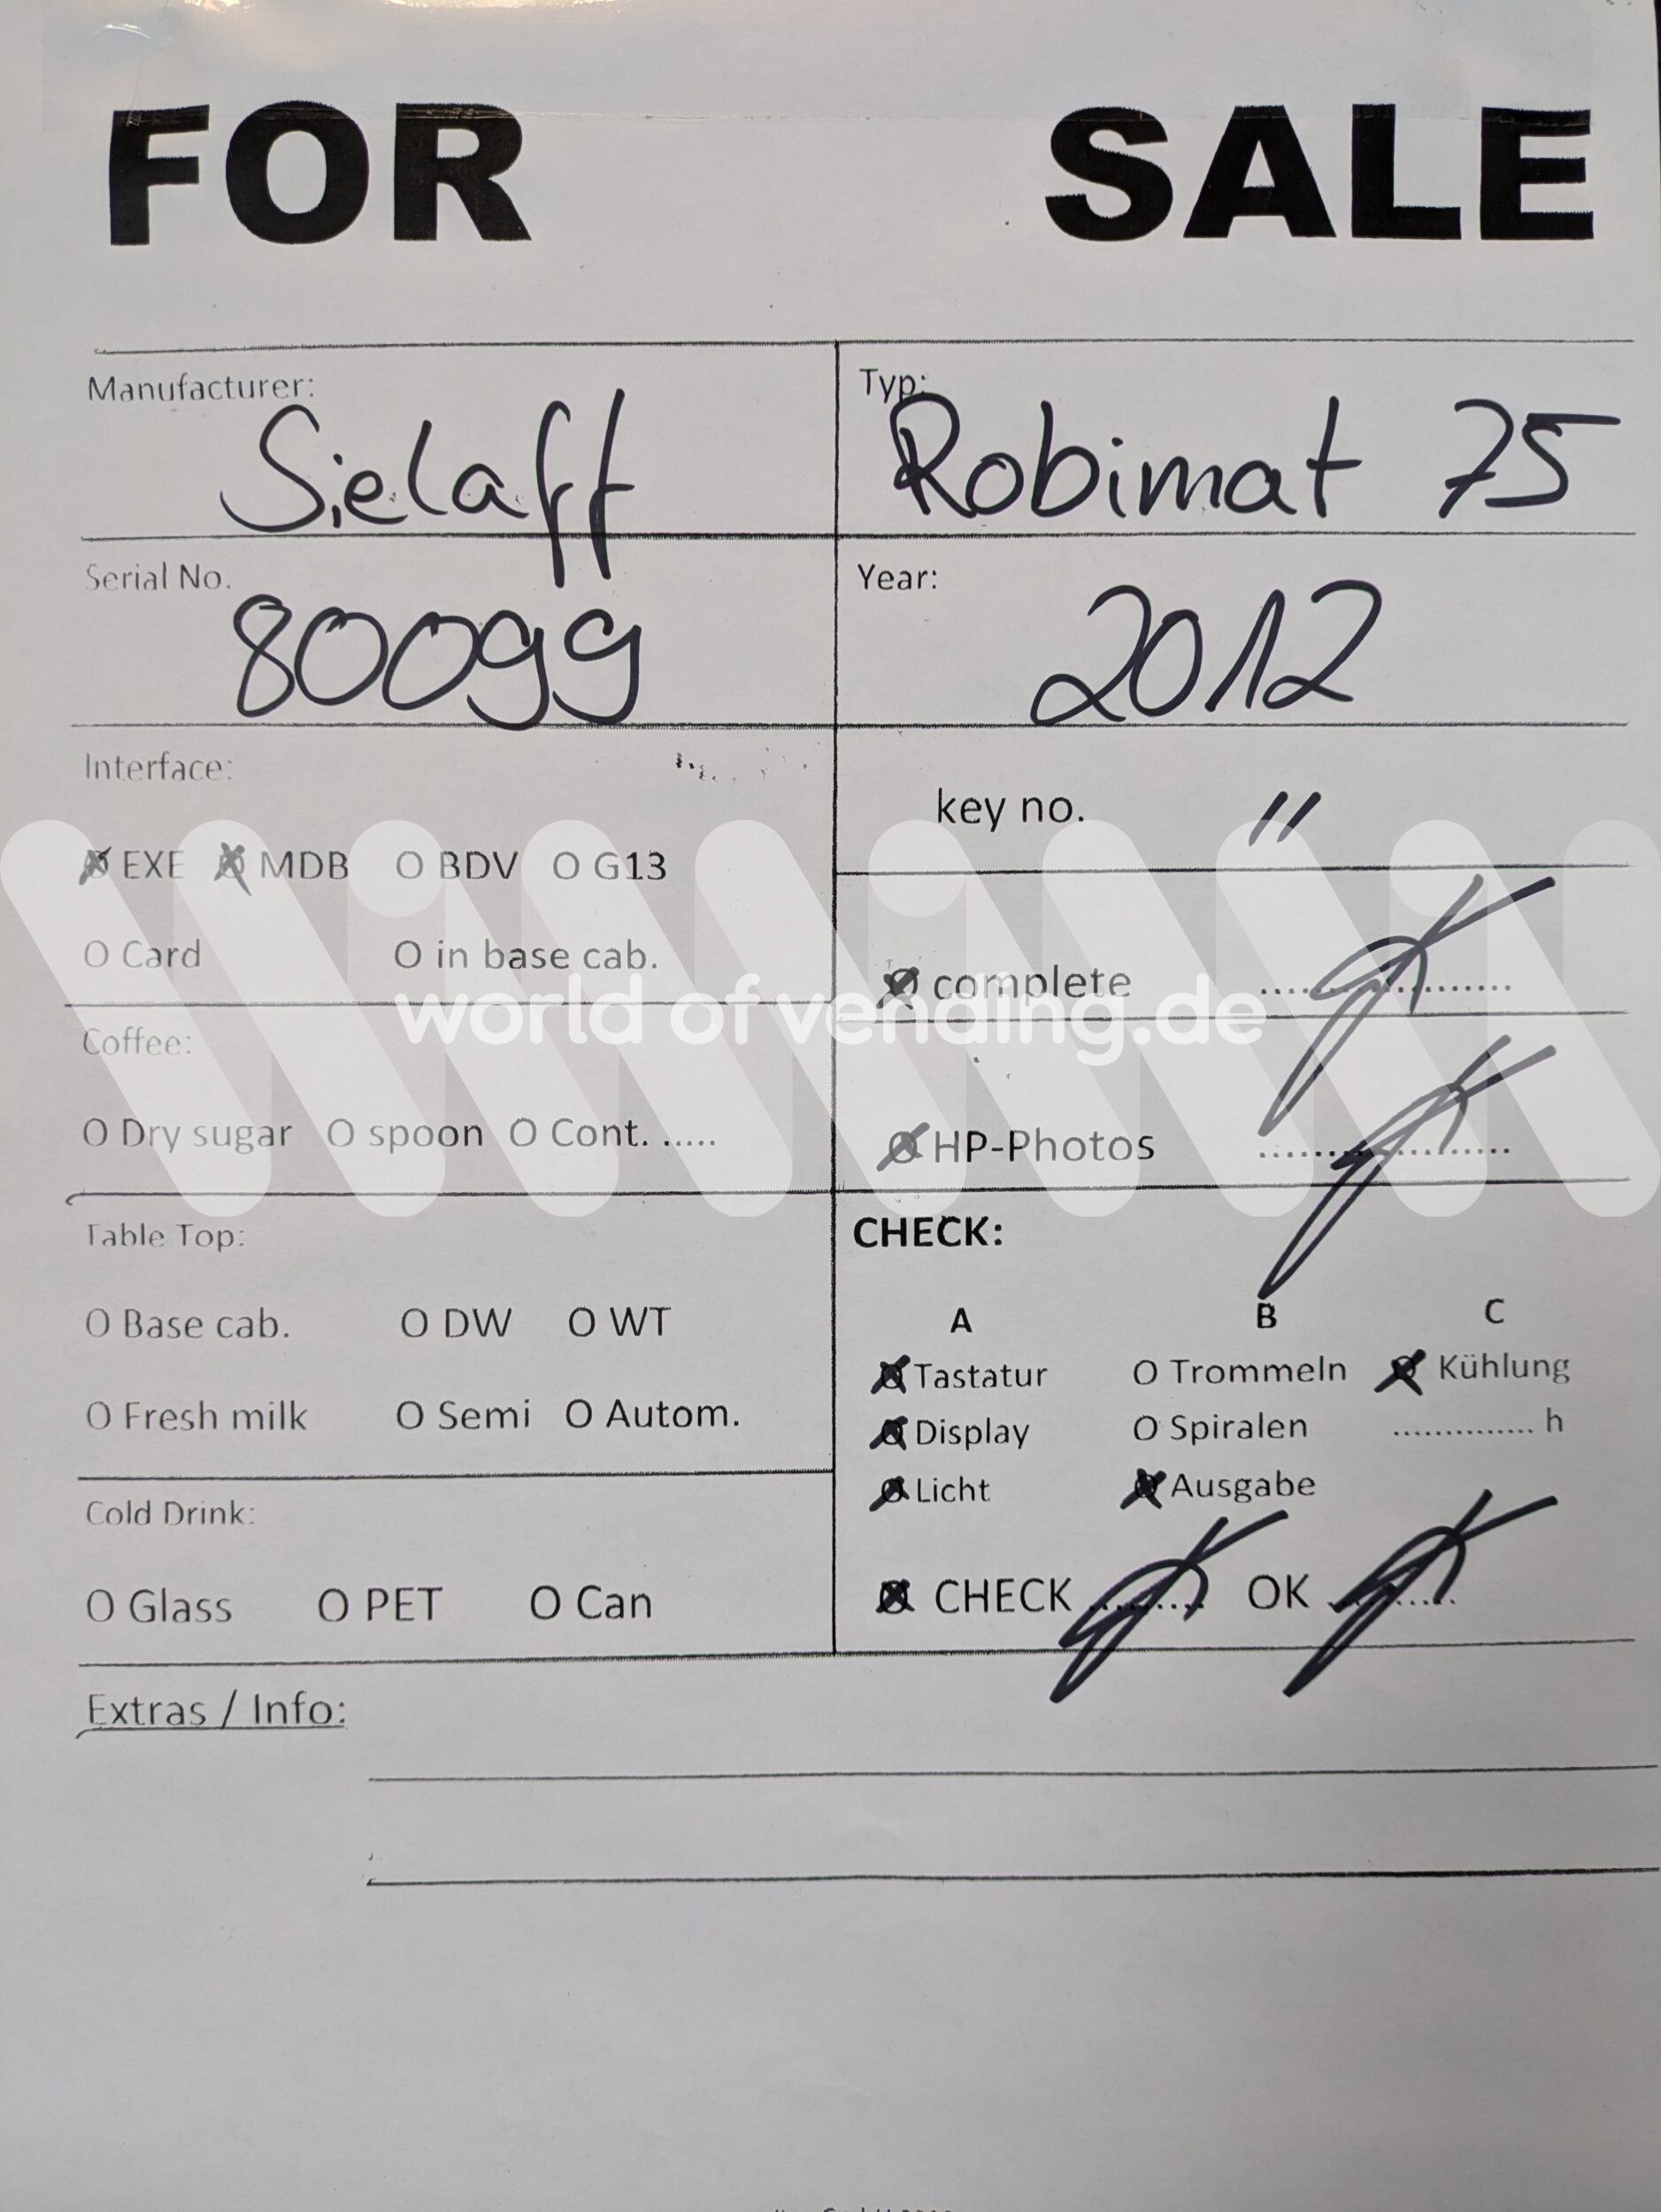 FOR SALE
Manufacturer:
Sielaff
Typ:
Robimat 75
Serial No.
80099
Year:
2012
Interface:
O EXE O MDB O BDV O G13
O Card O in base cab.
key no. "
O complete ....................
world of vending.de
Coffee:
O Dry sugar O spoon O Cont. .....
O HP-Photos ....................
Table Top:
O Base cab. O DW O WT
O Fresh milk O Semi O Autom.
CHECK:
A B C
O Tastatur O Trommeln O Kühlung
O Display O Spiralen .............. h
O Licht O Ausgabe
O CHECK ......... OK .........
Cold Drink:
O Glass O PET O Can
Extras / Info: